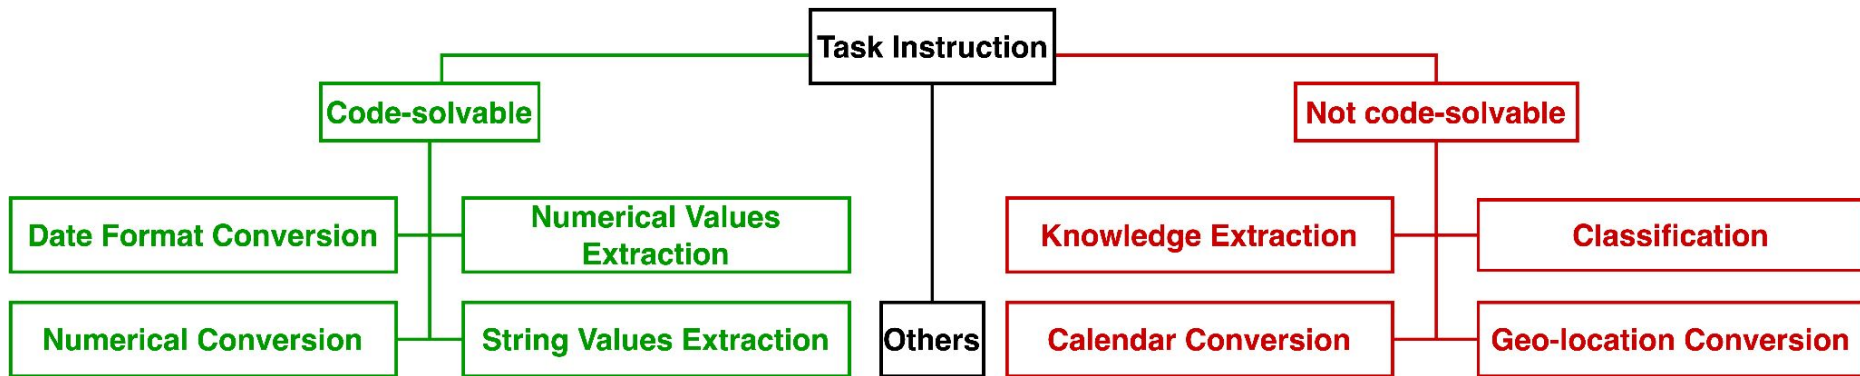 Task Instruction
Code-solvable
Not code-solvable
Date Format Conversion
Numerical Values
Extraction
Knowledge Extraction
Classification
Numerical Conversion
String Values Extraction
Others
Calendar Conversion
Geo-location Conversion